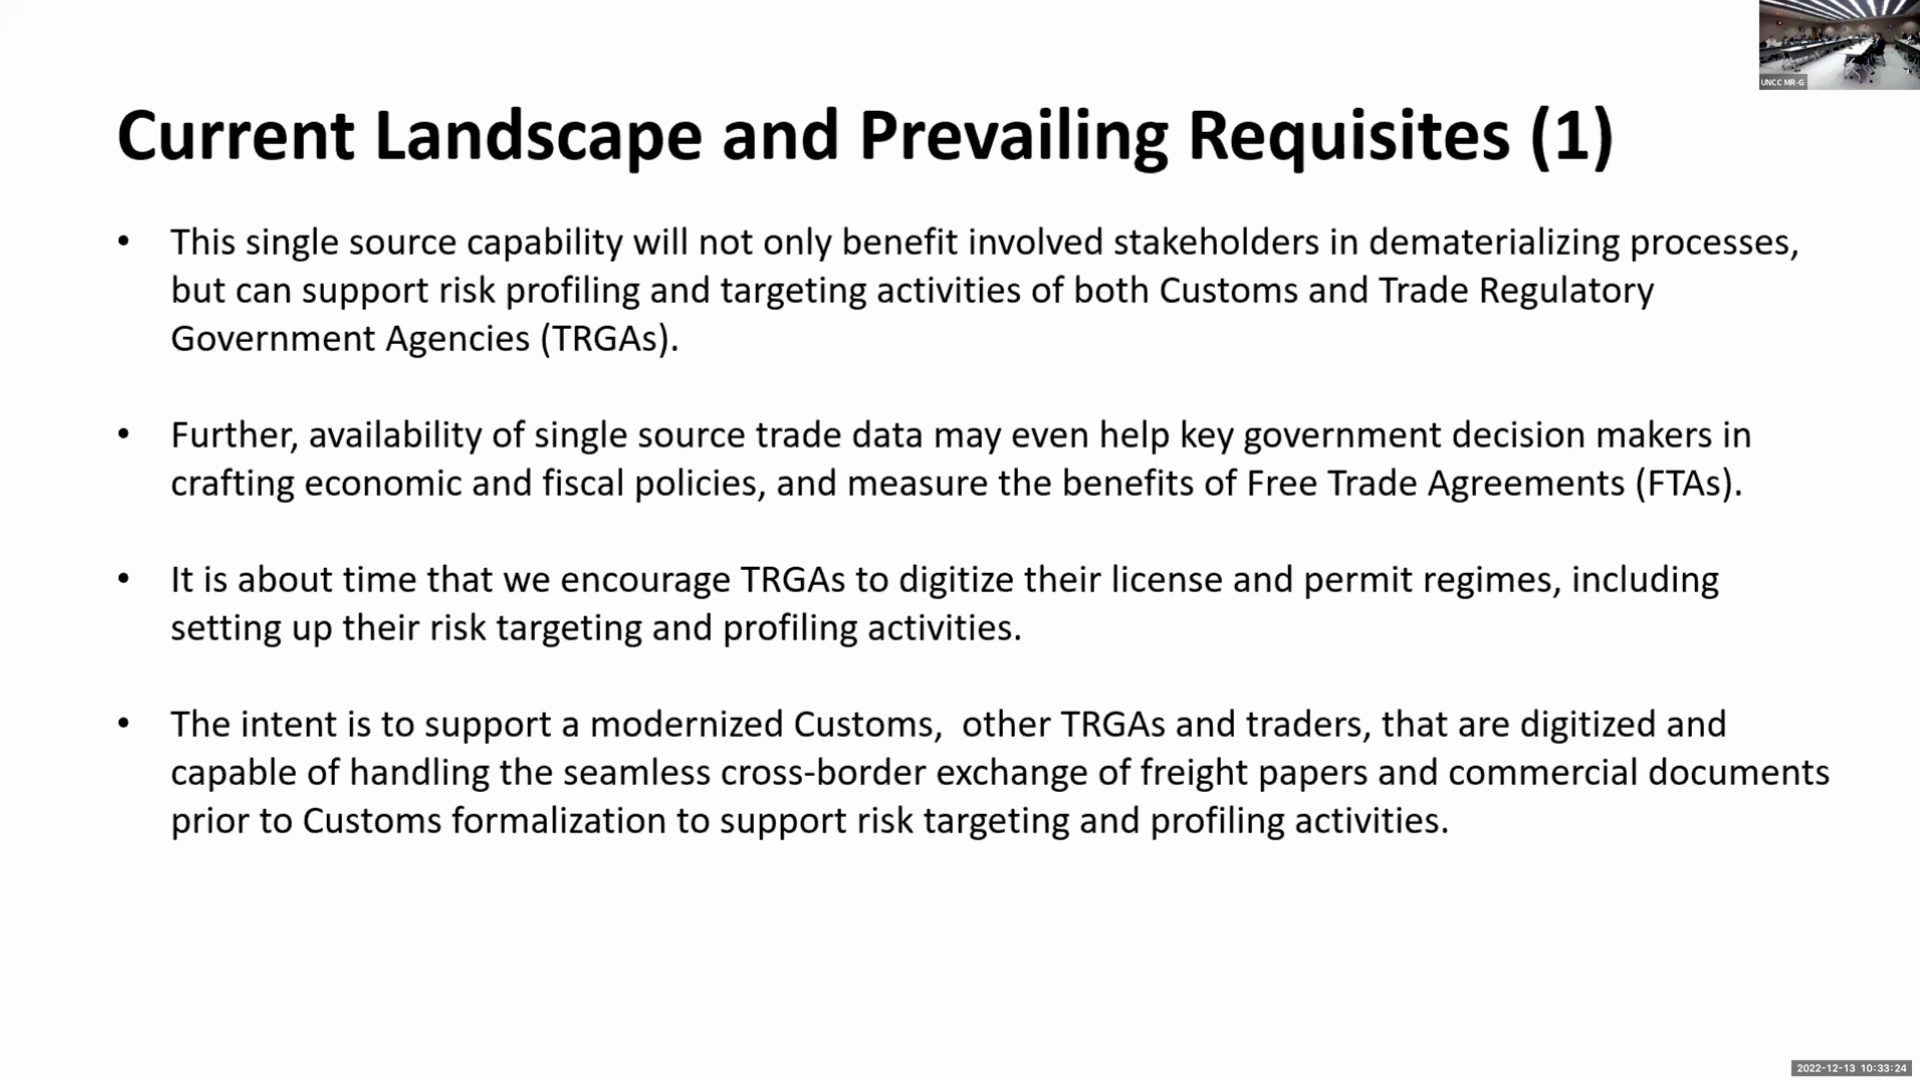 UNCC MR-G
Current Landscape and Prevailing Requisites (1)
• This single source capability will not only benefit involved stakeholders in dematerializing processes,
but can support risk profiling and targeting activities of both Customs and Trade Regulatory
Government Agencies (TRGAs).
• Further, availability of single source trade data may even help key government decision makers in
crafting economic and fiscal policies, and measure the benefits of Free Trade Agreements (FTAs).
• It is about time that we encourage TRGAs to digitize their license and permit regimes, including
setting up their risk targeting and profiling activities.
• The intent is to support a modernized Customs,  other TRGAs and traders, that are digitized and
capable of handling the seamless cross-border exchange of freight papers and commercial documents
prior to Customs formalization to support risk targeting and profiling activities.
2022-12-13 10:33:24